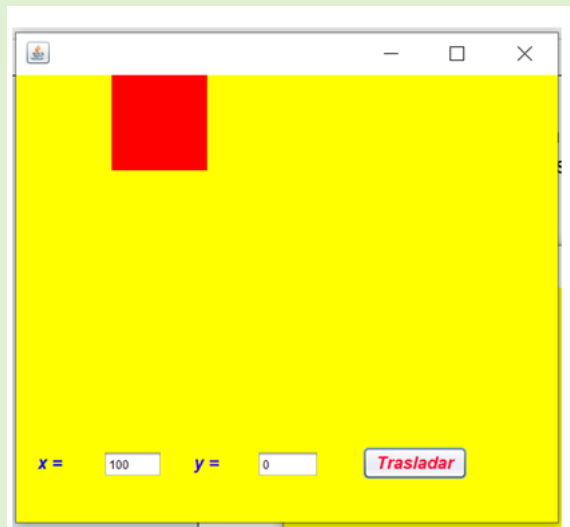 x = 100 y = 0 Trasladar